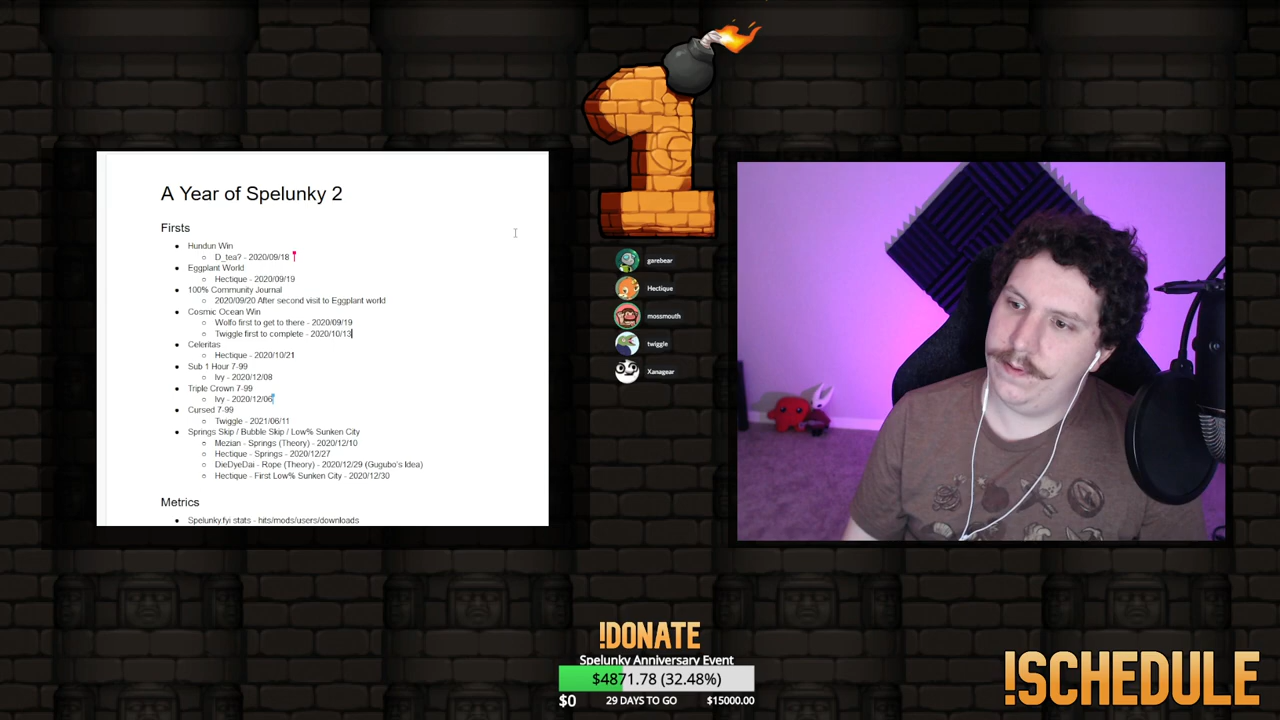 A Year of Spelunky 2
Firsts
Hundun Win
D_tea? - 2020/09/18
Eggplant World
Hectique - 2020/09/19
100% Community Journal
2020/09/20 After second visit to Eggplant world
Cosmic Ocean Win
Wolfo first to get to there - 2020/09/19
Twiggle first to complete - 2020/10/13
Celeritas
Hectique - 2020/10/21
Sub 1 Hour 7-99
Ivy - 2020/12/08
Triple Crown 7-99
Ivy - 2020/12/06
Cursed 7-99
Twiggle - 2021/06/11
Springs Skip / Bubble Skip / Low% Sunken City
Mezian - Springs (Theory) - 2020/12/10
Hectique - Springs - 2020/12/27
DieDyeDai - Rope (Theory) - 2020/12/29 (Gugubo's Idea)
Hectique - First Low% Sunken City - 2020/12/30
Metrics
Spelunky.fyi stats - hits/mods/users/downloads
garebear
Hectique
mossmouth
twiggle
Xanagear
!DONATE
Spelunky Anniversary Event
$4871.78 (32.48%)
$0 29 DAYS TO GO $15000.00
!SCHEDULE